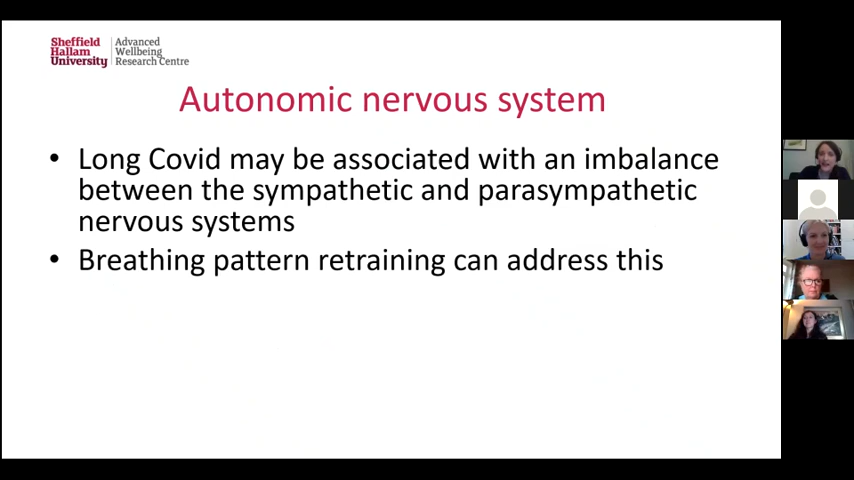 Sheffield
Hallam
University
Advanced
Wellbeing
Research Centre
Autonomic nervous system
• Long Covid may be associated with an imbalance
between the sympathetic and parasympathetic
nervous systems
• Breathing pattern retraining can address this